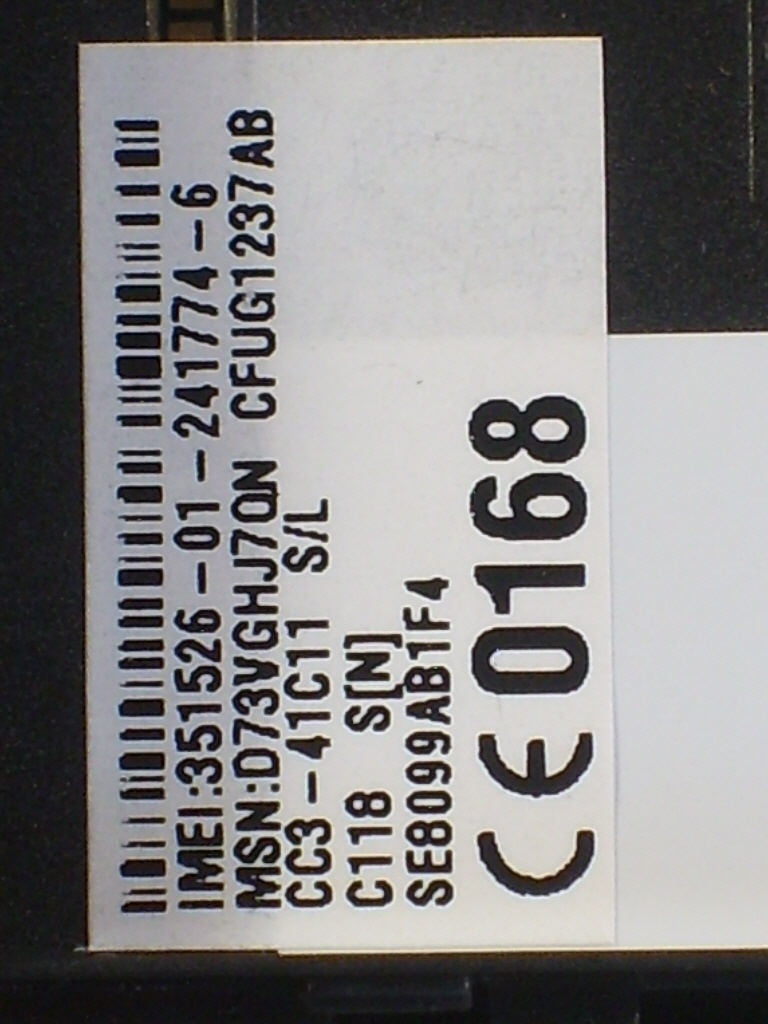 IMEI:351526-01-241774-6
MSN:D73VGHJ7QN CFUG1237AB
CC3-41C11 S/L
C118 S[N]
SE8099AB1F4
CE0168